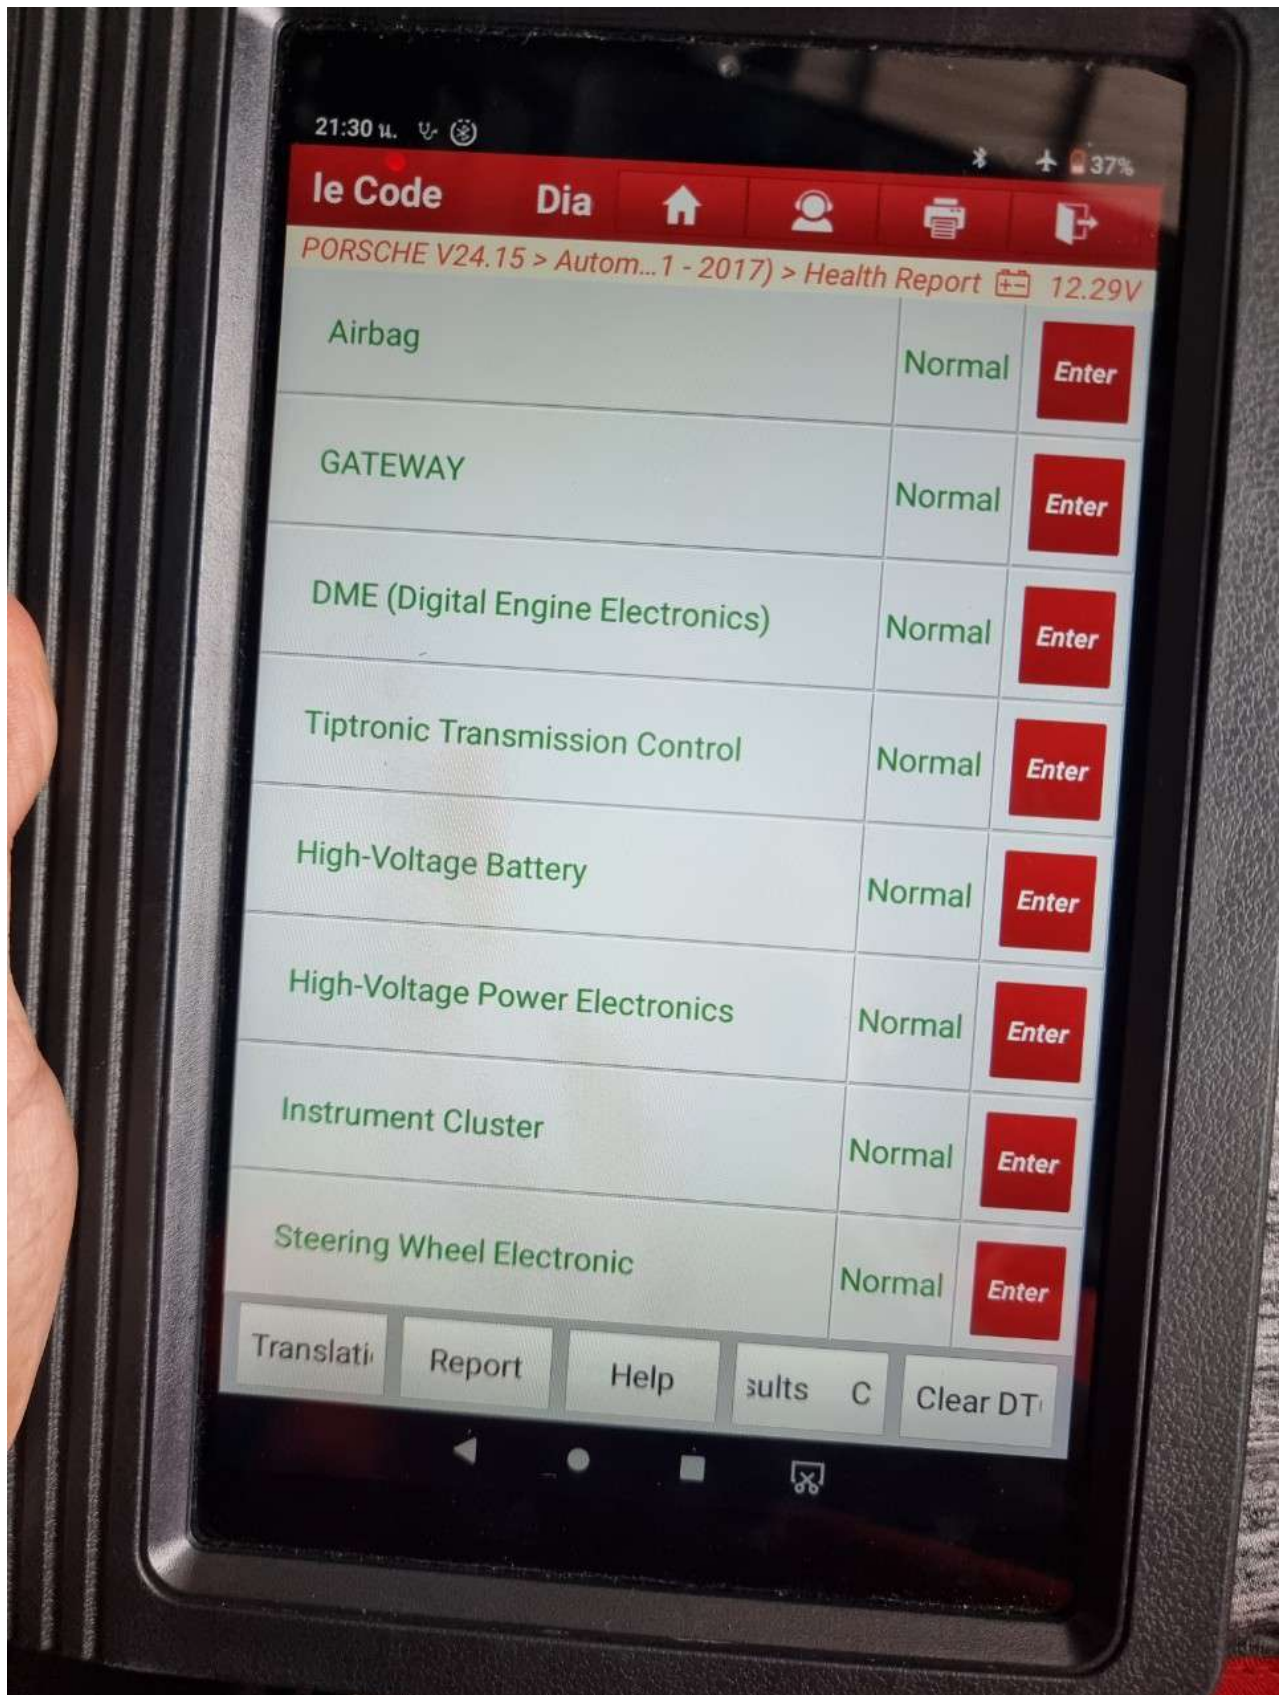 21:30 น.
37%
le Code Dia
PORSCHE V24.15 > Autom...1 - 2017) > Health Report 12.29V
Airbag Normal Enter
GATEWAY Normal Enter
DME (Digital Engine Electronics) Normal Enter
Tiptronic Transmission Control Normal Enter
High-Voltage Battery Normal Enter
High-Voltage Power Electronics Normal Enter
Instrument Cluster Normal Enter
Steering Wheel Electronic Normal Enter
Translati Report Help sults C Clear DT